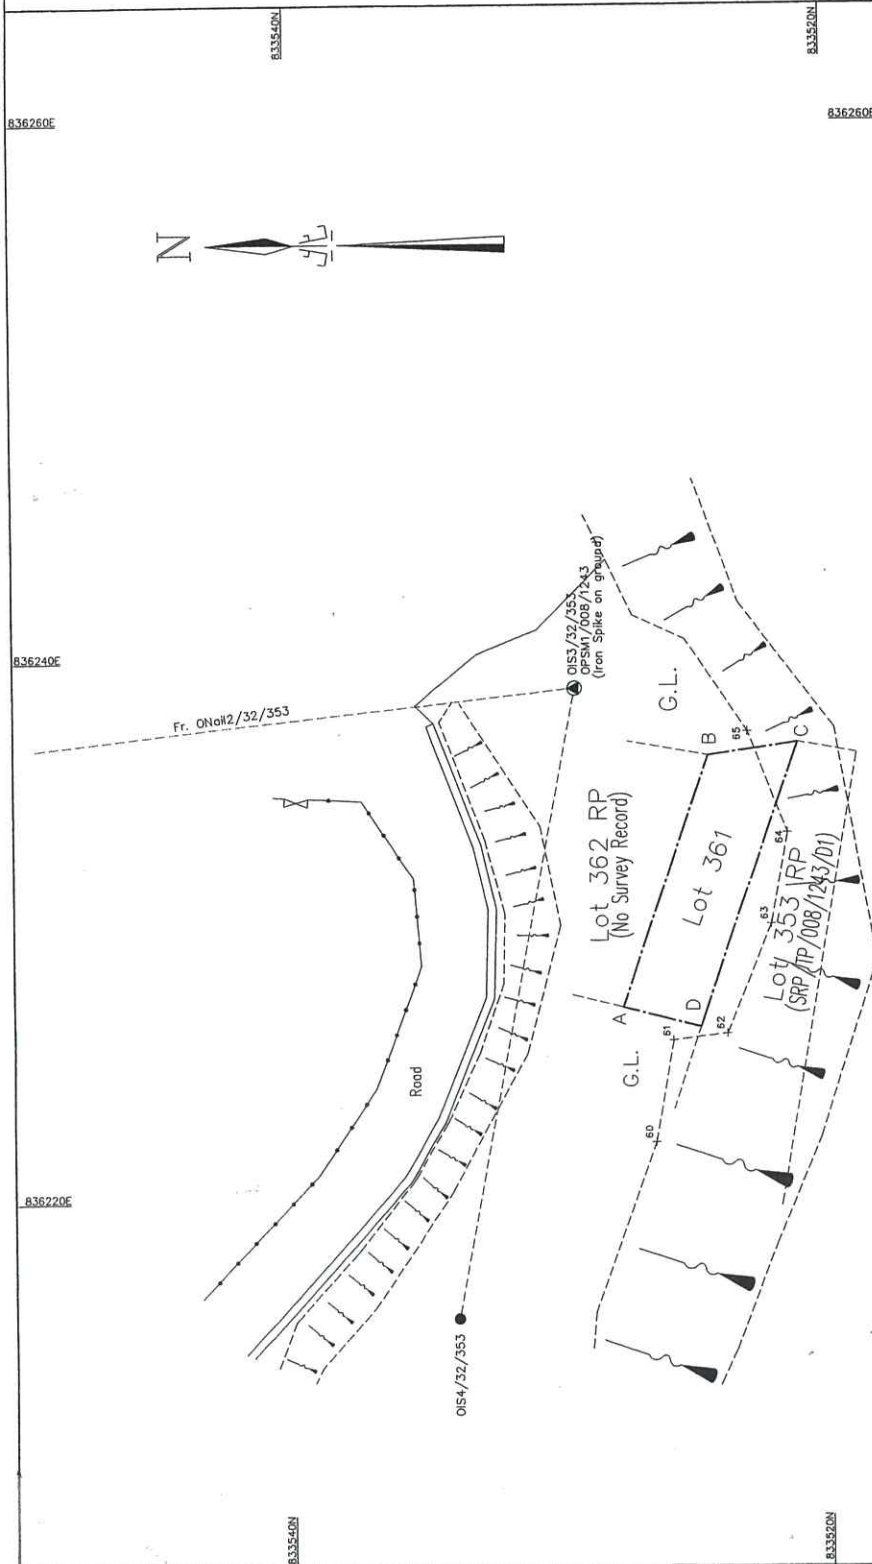 833540N
833520N
836260E
836260E
N
Fr. ONail2/32/353
836240E
OIS3/32/353
OPSM1/008/1243
(Iron Spike on ground)
G.L.
65
B
C
Lot 362 RP
(No Survey Record)
Lot 361
64
63
Lot 353 RP
(SRP/TP/008/1243/D1)
A
D
61
62
G.L.
60
Road
836220E
OIS4/32/353
833540N
833520N